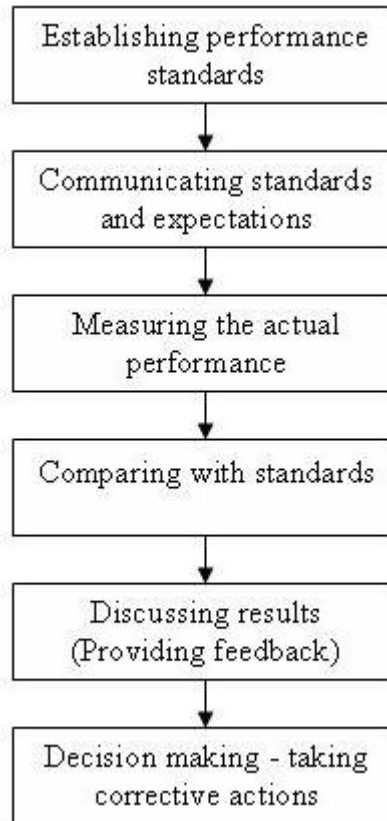 Establishing performance
standards
Communicating standards
and expectations
Measuring the actual
performance
Comparing with standards
Discussing results
(Providing feedback)
Decision making - taking
corrective actions